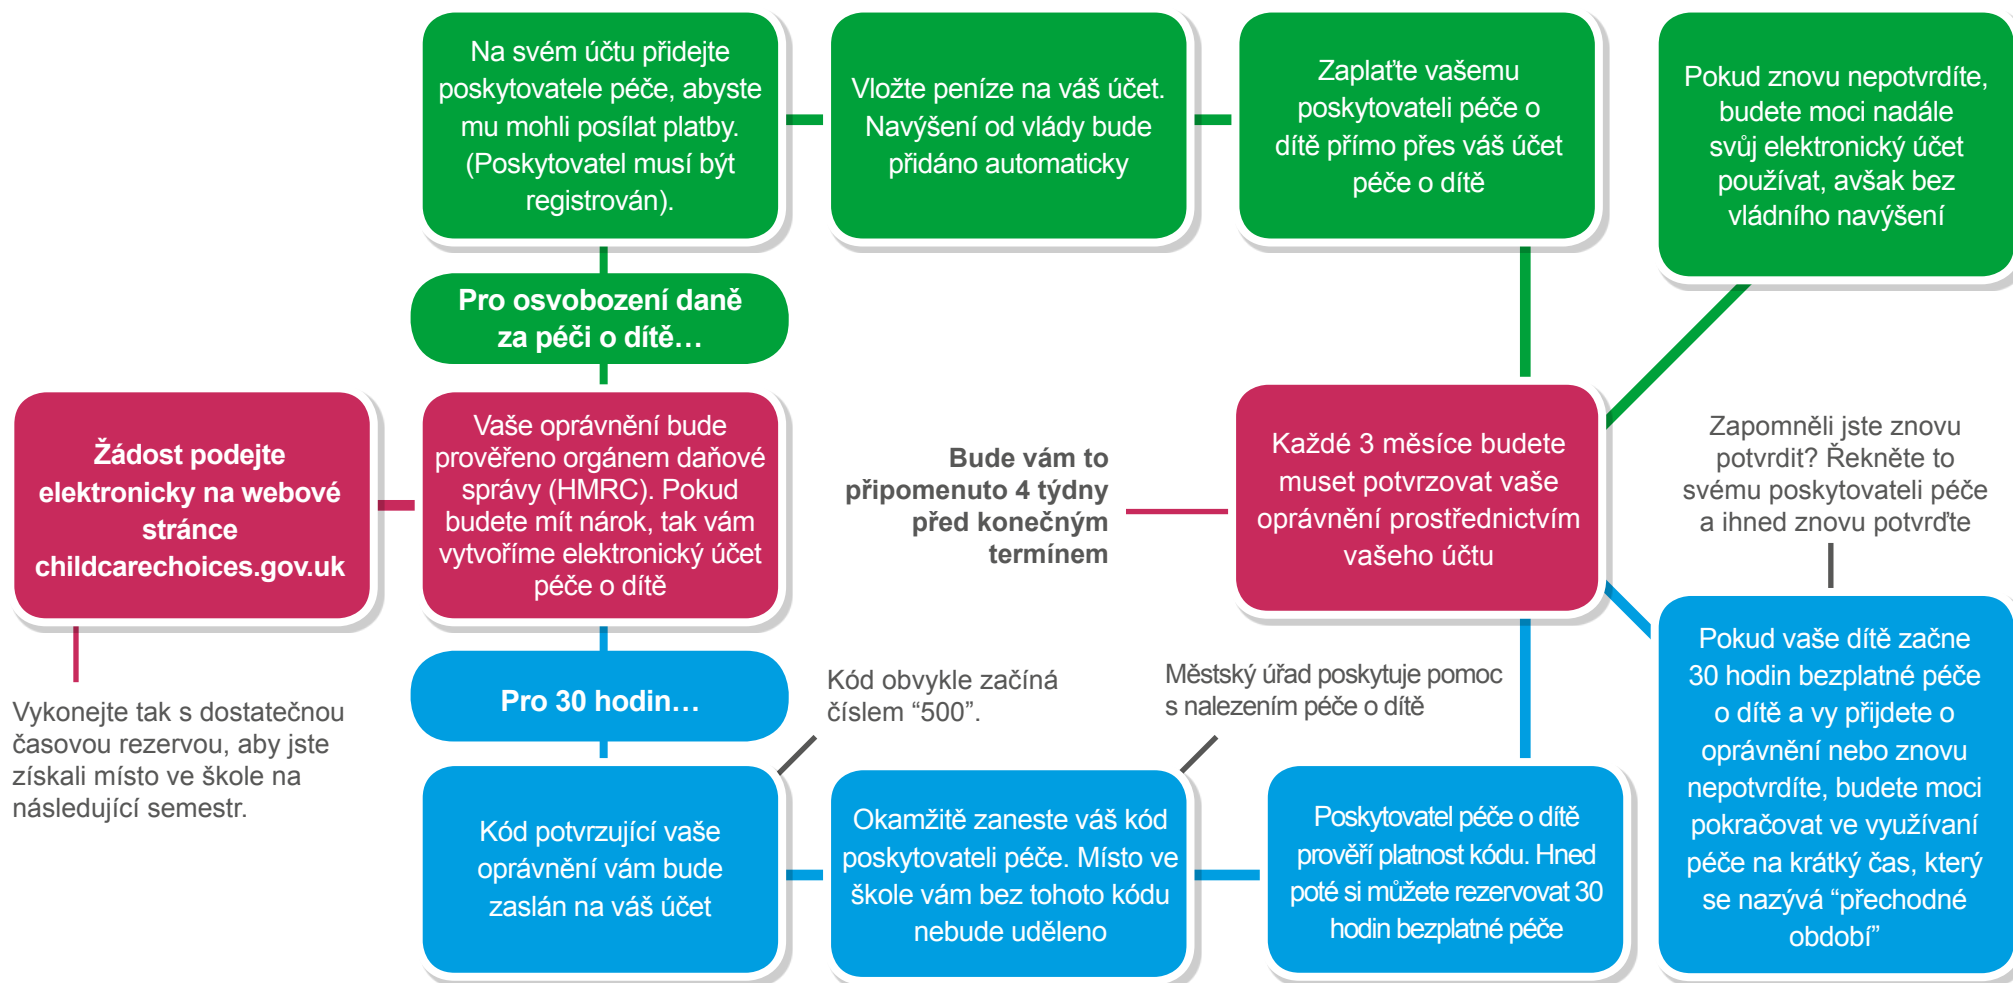 Na svém účtu přidejte
poskytovatele péče, abyste
mu mohli posílat platby.
(Poskytovatel musí být
registrován).
Vložte peníze na váš účet.
Navýšení od vlády bude
přidáno automaticky
Zaplaťte vašemu
poskytovateli péče o
dítě přímo přes váš účet
péče o dítě
Pokud znovu nepotvrdíte,
budete moci nadále
svůj elektronický účet
používat, avšak bez
vládního navýšení
Pro osvobození daně
za péči o dítě…
Žádost podejte
elektronicky na webové
stránce
childcarechoices.gov.uk
Vaše oprávnění bude
prověřeno orgánem daňové
správy (HMRC). Pokud
budete mít nárok, tak vám
vytvoříme elektronický účet
péče o dítě
Bude vám to
připomenuto 4 týdny
před konečným
termínem
Každé 3 měsíce budete
muset potvrzovat vaše
oprávnění prostřednictvím
vašeho účtu
Zapomněli jste znovu
potvrdit? Řekněte to
svému poskytovateli péče
a ihned znovu potvrďte
Vykonejte tak s dostatečnou
časovou rezervou, aby jste
získali místo ve škole na
následující semestr.
Pro 30 hodin…
Kód obvykle začíná
číslem “500”.
Městský úřad poskytuje pomoc
s nalezením péče o dítě
Kód potvrzující vaše
oprávnění vám bude
zaslán na váš účet
Okamžitě zaneste váš kód
poskytovateli péče. Místo ve
škole vám bez tohoto kódu
nebude uděleno
Poskytovatel péče o dítě
prověří platnost kódu. Hned
poté si můžete rezervovat 30
hodin bezplatné péče
Pokud vaše dítě začne
30 hodin bezplatné péče
o dítě a vy přijdete o
oprávnění nebo znovu
nepotvrdíte, budete moci
pokračovat ve využívaní
péče na krátký čas, který
se nazývá “přechodné
období”